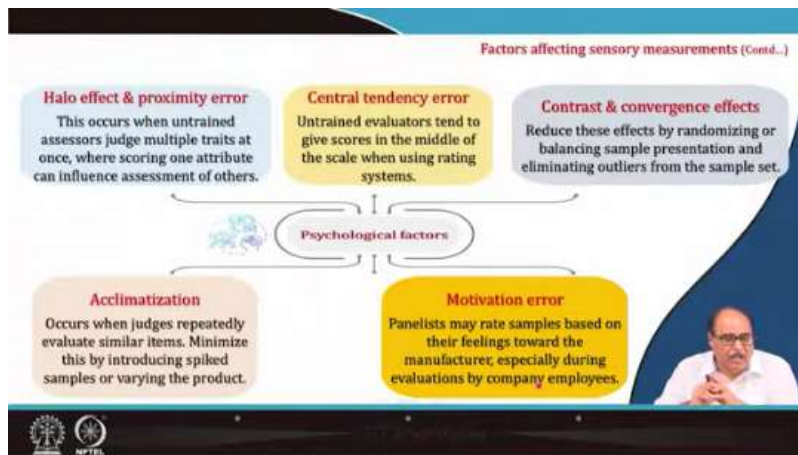 Factors affecting sensory measurements (Contd...)
Halo effect & proximity error
This occurs when untrained
assessors judge multiple traits at
once, where scoring one attribute
can influence assessment of others.
Central tendency error
Untrained evaluators tend to
give scores in the middle of
the scale when using rating
systems.
Contrast & convergence effects
Reduce these effects by randomizing or
balancing sample presentation and
eliminating outliers from the sample set.
Psychological factors
Acclimatization
Occurs when judges repeatedly
evaluate similar items. Minimize
this by introducing spiked
samples or varying the product.
Motivation error
Panelists may rate samples based on
their feelings toward the
manufacturer, especially during
evaluations by company employees.
NPTEL